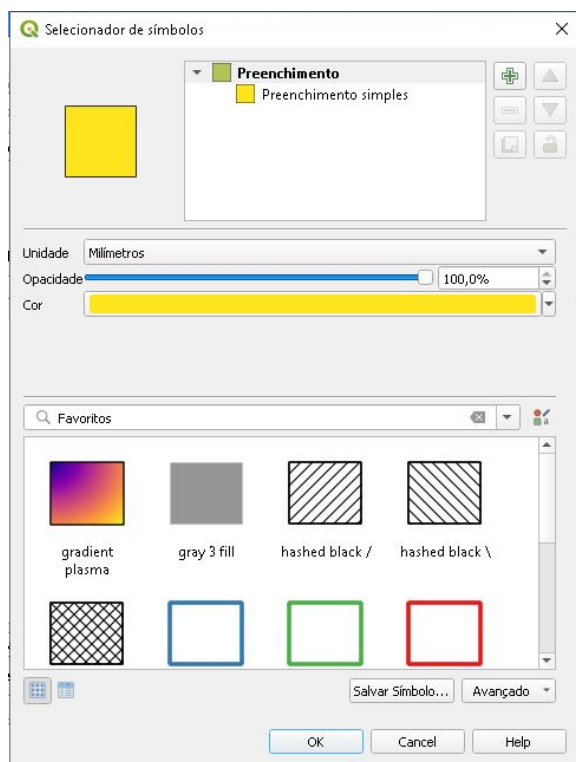 Selecionador de símbolos
Preenchimento
Preenchimento simples
Unidade Milímetros
Opacidade 100,0%
Cor
Favoritos
gradient plasma
gray 3 fill
hashed black /
hashed black \
Salvar Símbolo...
Avançado
OK
Cancel
Help